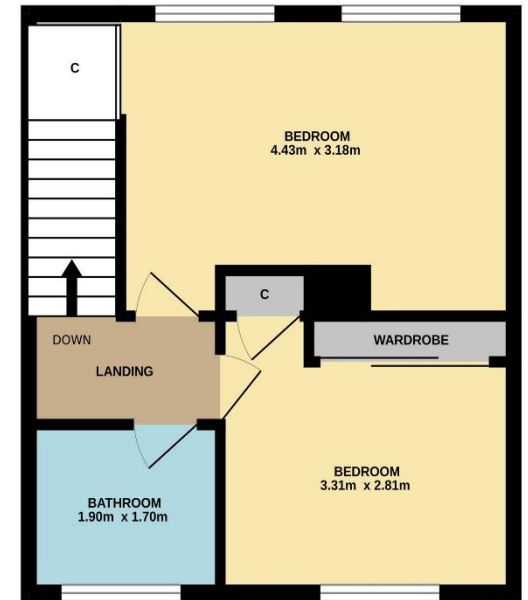 C
BEDROOM
4.43m x 3.18m
C
DOWN
WARDROBE
LANDING
BEDROOM
3.31m x 2.81m
BATHROOM
1.90m x 1.70m